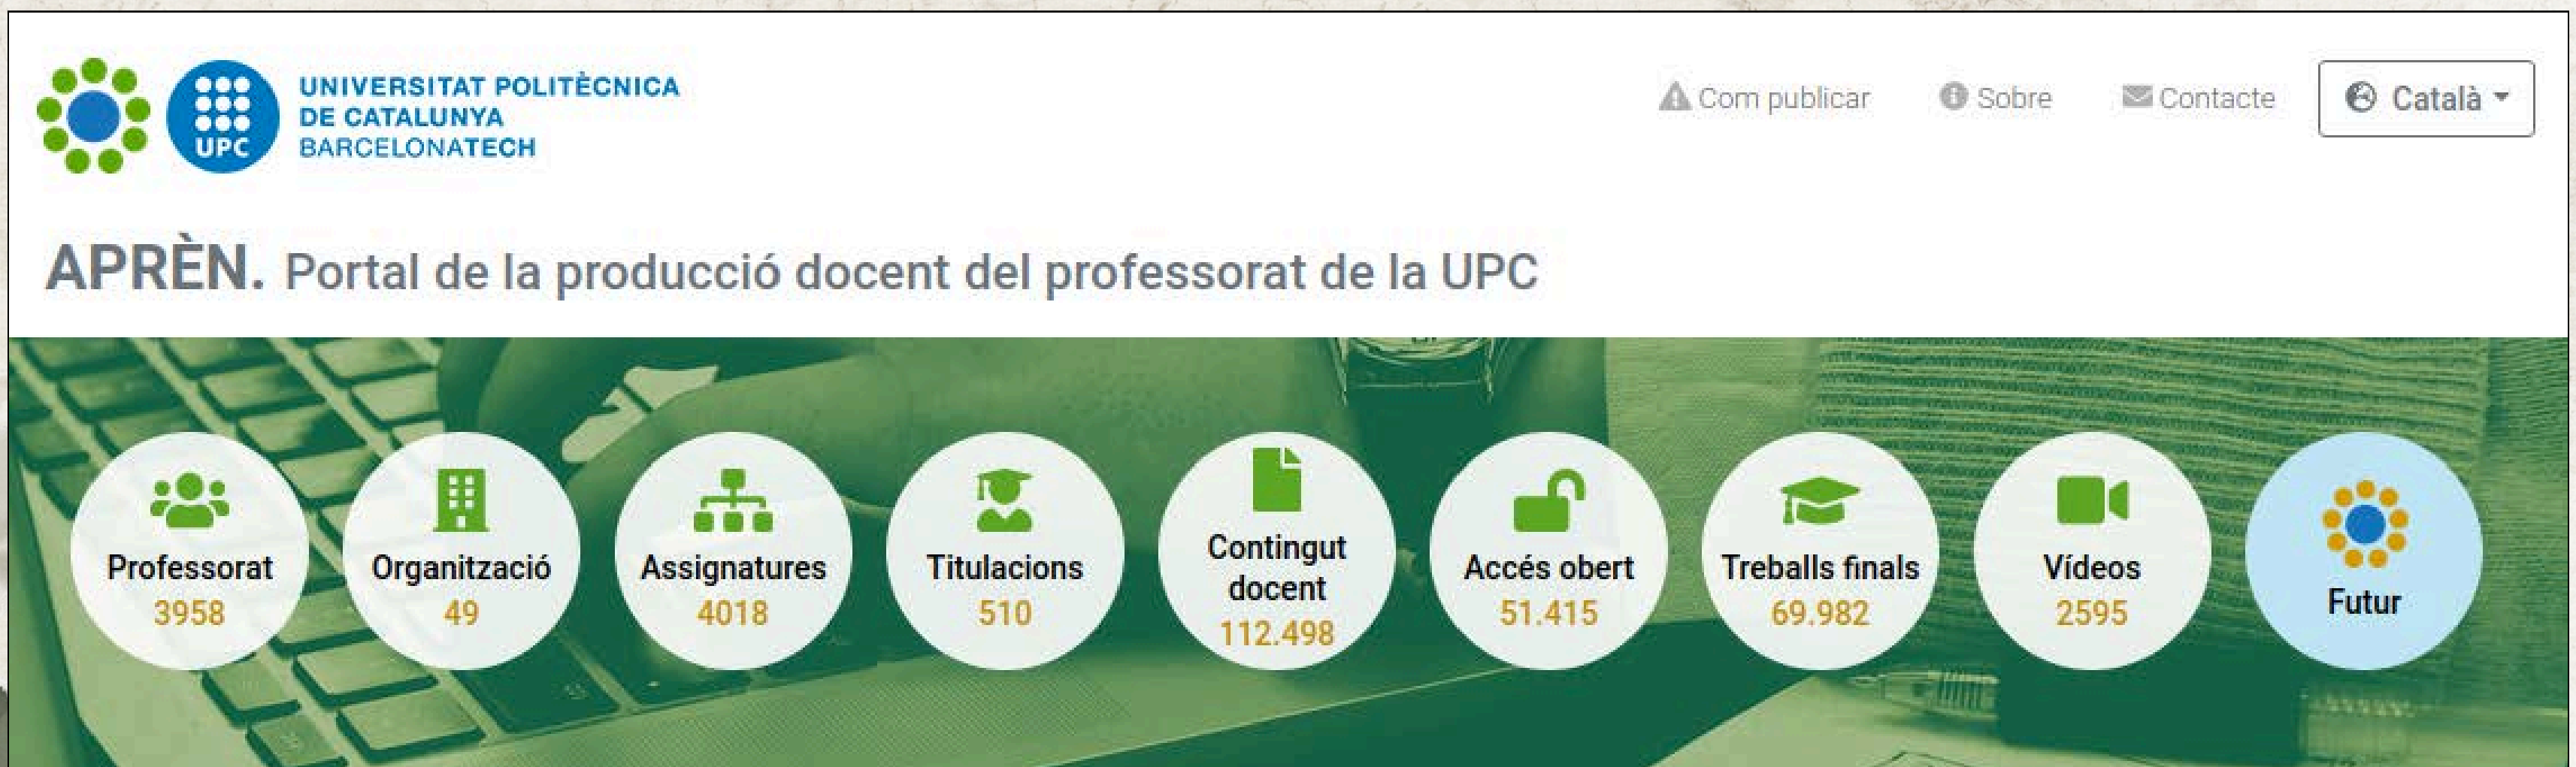 UPC
UNIVERSITAT POLITÈCNICA
DE CATALUNYA
BARCELONATECH
Com publicar
Sobre
Contacte
Català
APRÈN. Portal de la producció docent del professorat de la UPC
Professorat
3958
Organització
49
Assignatures
4018
Titulacions
510
Contingut
docent
112.498
Accés obert
51.415
Treballs finals
69.982
Vídeos
2595
Futur